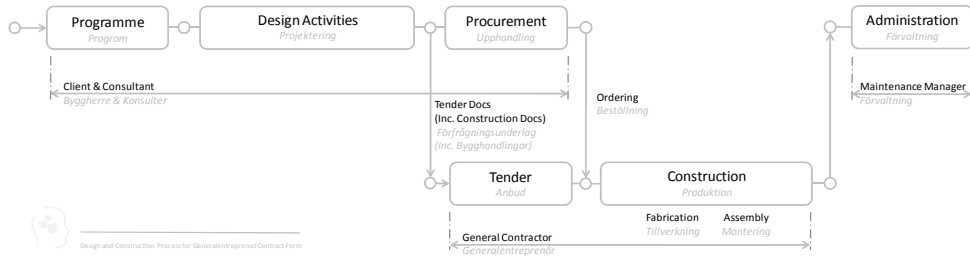 Programme
Program
Design Activities
Projektering
Procurement
Upphandling
Administration
Förvaltning
Client & Consultant
Byggherre & Konsulter
Tender Docs
(Inc. Construction Docs)
Förfrågningsunderlag
(Inc. Bygghandlingar)
Ordering
Beställning
Maintenance Manager
Förvaltning
Tender
Anbud
Construction
Produktion
Fabrication
Tillverkning
Assembly
Montering
General Contractor
Generalentreprenör
Design and Construction Process for Generalentreprenad Contract Form